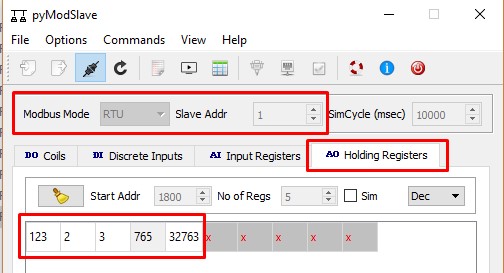 pyModSlave
File Options Commands View Help
Modbus Mode RTU Slave Addr 1 SimCycle (msec) 10000
DO Coils DI Discrete Inputs AI Input Registers AO Holding Registers
Start Addr 1800 No of Regs 5 Sim Dec
123 2 3 765 32763 x x x x x